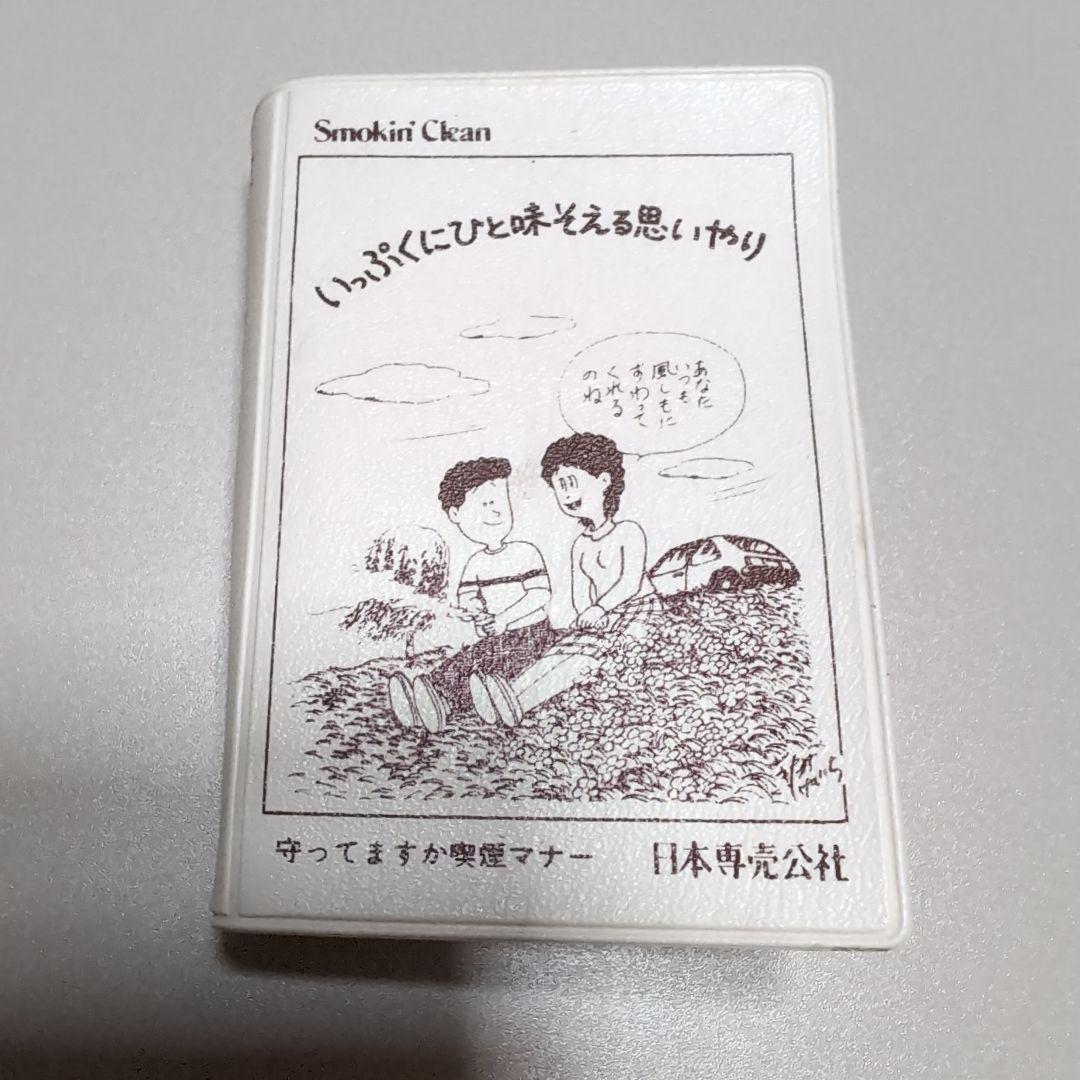 Smokin' Clean
いっぷくにひと味そえる思いやり
あなた
いつも
風しもに
すわって
くれる
のね
守ってますか喫煙マナー
日本専売公社